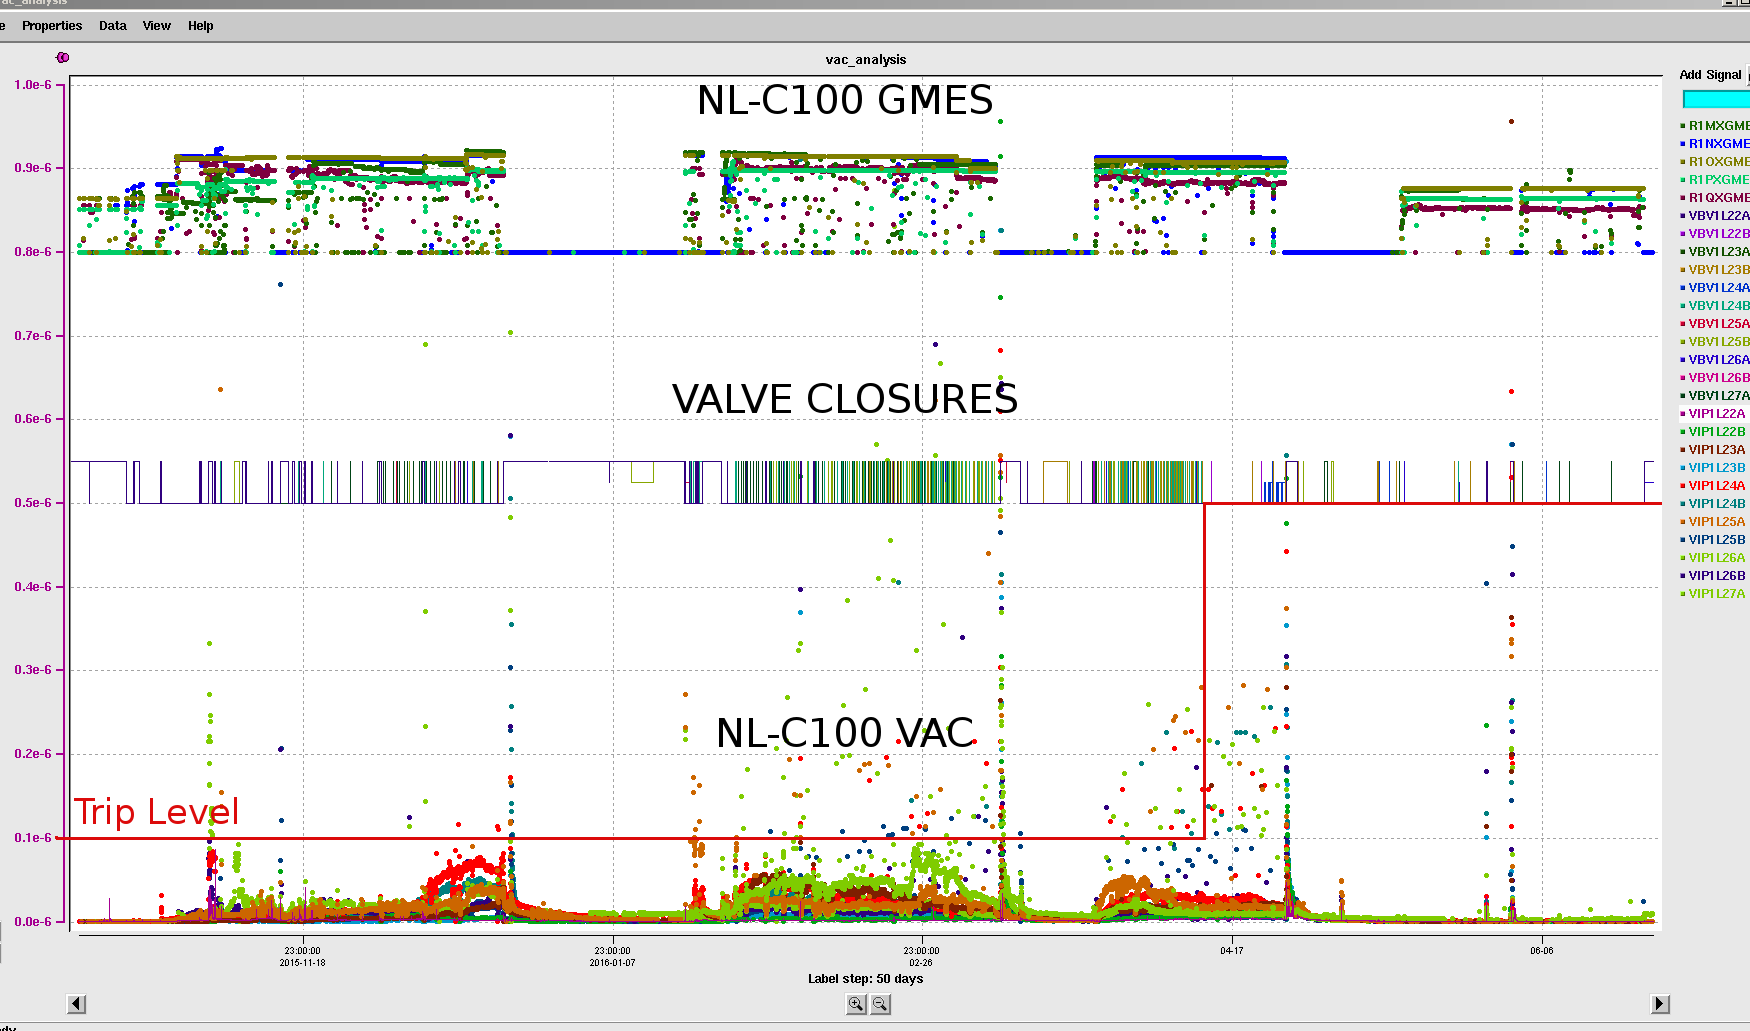 vac_analysis
Properties Data View Help
vac_analysis
Add Signal
1.0e-6
0.9e-6
0.8e-6
0.7e-6
0.6e-6
0.5e-6
0.4e-6
0.3e-6
0.2e-6
0.1e-6
0.0e-6
NL-C100 GMES
VALVE CLOSURES
NL-C100 VAC
Trip Level
R1MXGME
R1NXGME
R1OXGME
R1PXGME
R1QXGME
VBV1L22A
VBV1L22B
VBV1L23A
VBV1L23B
VBV1L24A
VBV1L24B
VBV1L25A
VBV1L25B
VBV1L26A
VBV1L26B
VBV1L27A
VIP1L22A
VIP1L22B
VIP1L23A
VIP1L23B
VIP1L24A
VIP1L24B
VIP1L25A
VIP1L25B
VIP1L26A
VIP1L26B
VIP1L27A
23:00:00 23:00:00 23:00:00 04-17 06-06
2015-11-18 2016-01-07 02-26
Label step: 50 days